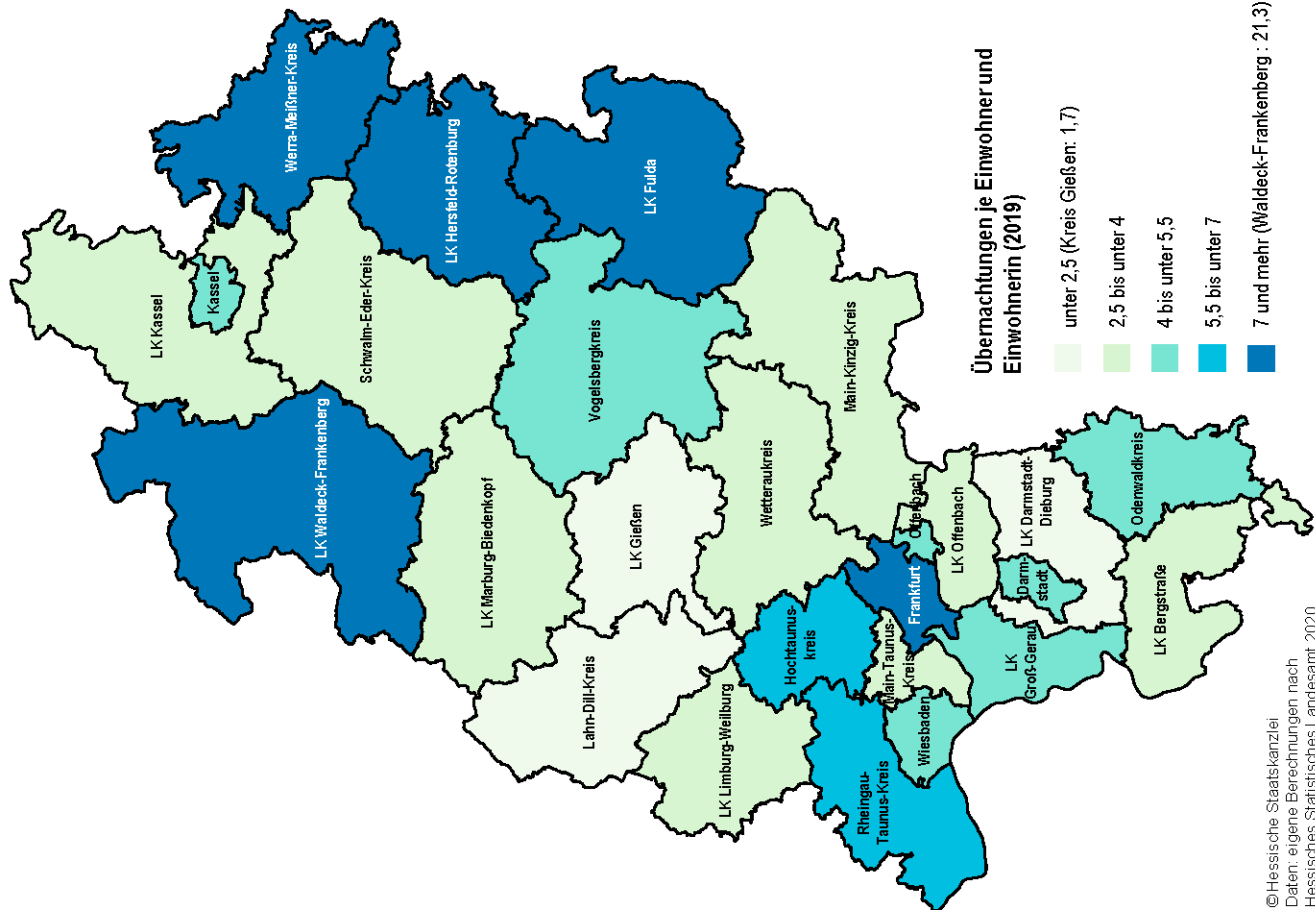 Werra-Meißner-Kreis
LK Kassel
Kassel
LK Hersfeld-Rotenburg
Schwalm-Eder-Kreis
LK Waldeck-Frankenberg
LK Fulda
Vogelsbergkreis
LK Marburg-Biedenkopf
LK Gießen
Lahn-Dill-Kreis
Wetteraukreis
Main-Kinzig-Kreis
LK Limburg-Weilburg
Hochtaunus-
kreis
Rheingau-
Taunus-Kreis
Main-Taunus-
Kreis
Wiesbaden
Frankfurt
Offenbach
LK Offenbach
LK
Groß-Gerau
Darm-
stadt
LK Darmstadt-
Dieburg
Odenwaldkreis
LK Bergstraße
Übernachtungen je Einwohner und
Einwohnerin (2019)
unter 2,5 (Kreis Gießen: 1,7)
2,5 bis unter 4
4 bis unter 5,5
5,5 bis unter 7
7 und mehr (Waldeck-Frankenberg : 21,3)
©Hessische Staatskanzlei
Daten: eigene Berechnungen nach
Hessisches Statistisches Landesamt 2020